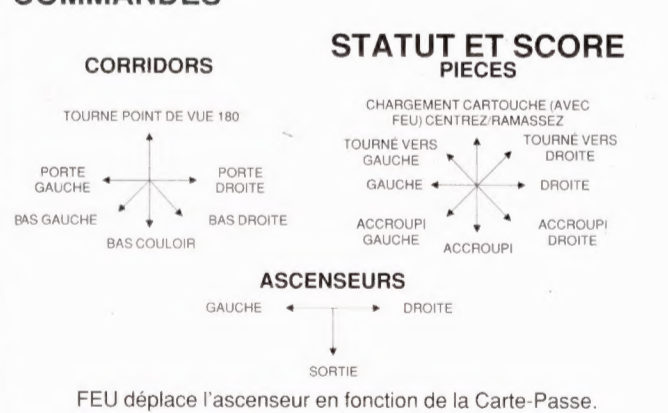 COMMANDES
STATUT ET SCORE
CORRIDORS
PIECES
TOURNE POINT DE VUE 180
PORTE
GAUCHE
PORTE
DROITE
BAS GAUCHE
BAS DROITE
BAS COULOIR
CHARGEMENT CARTOUCHE (AVEC
FEU) CENTREZ/RAMASSEZ
TOURNÉ VERS
GAUCHE
TOURNÉ VERS
DROITE
GAUCHE
DROITE
ACCROUPI
GAUCHE
ACCROUPI
ACCROUPI
DROITE
ASCENSEURS
GAUCHE
DROITE
SORTIE
FEU déplace l'ascenseur en fonction de la Carte-Passe.